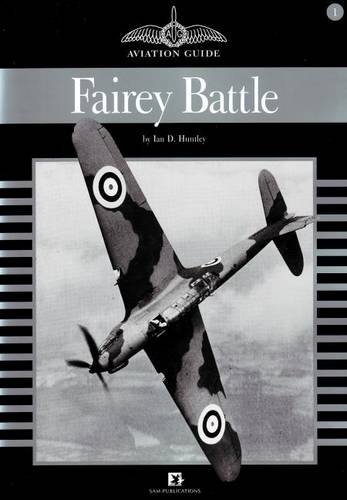 1
AVIATION GUIDE
Fairey Battle
by Ian D. Huntley
SAM PUBLICATIONS